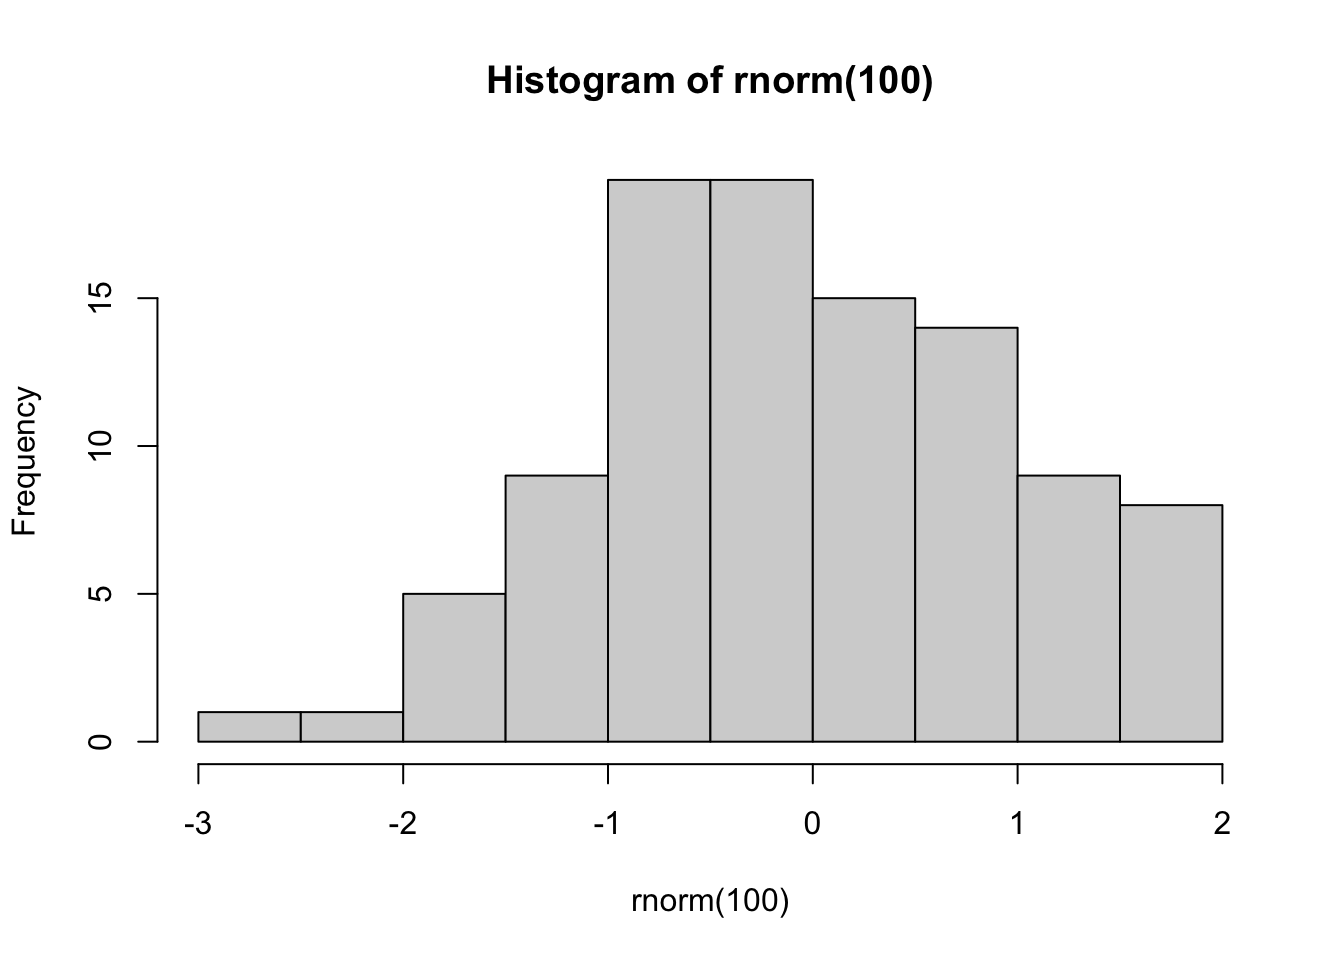 Histogram of rnorm(100)
Frequency
15
10
5
0
-3 -2 -1 0 1 2
rnorm(100)